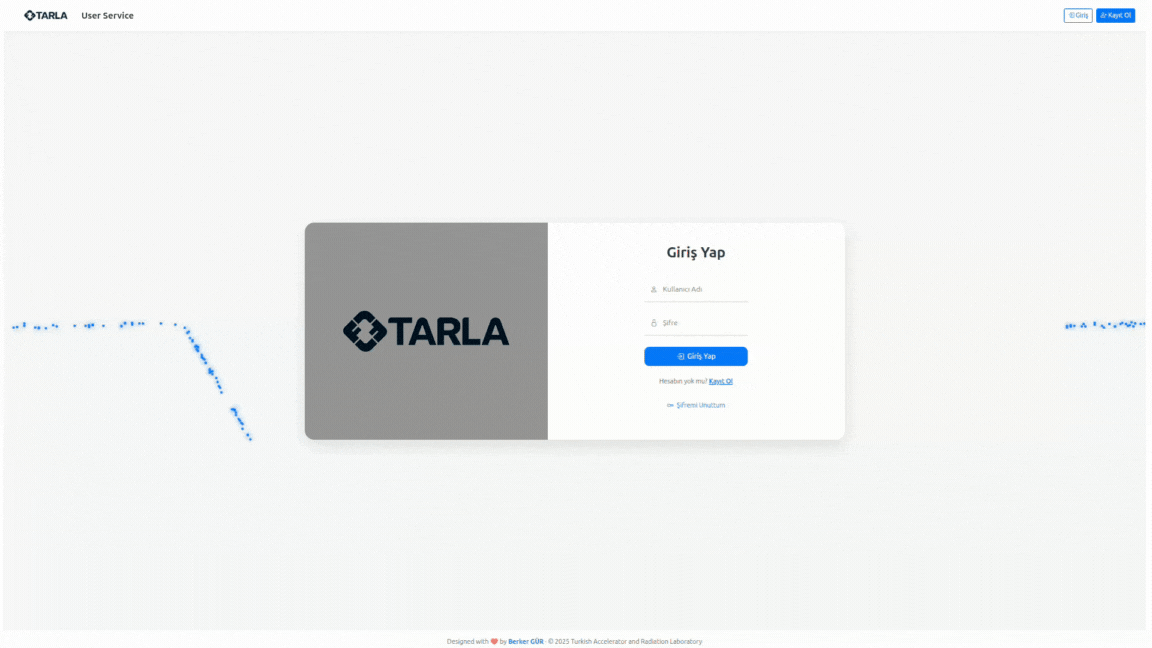 TARLA User Service
Giriş Kayıt Ol
TARLA
Giriş Yap
Kullanıcı Adı
Şifre
Giriş Yap
Hesabın yok mu? Kayıt Ol
Şifremi Unuttum
Designed with ❤️ by Berker GÜR · © 2025 Turkish Accelerator and Radiation Laboratory